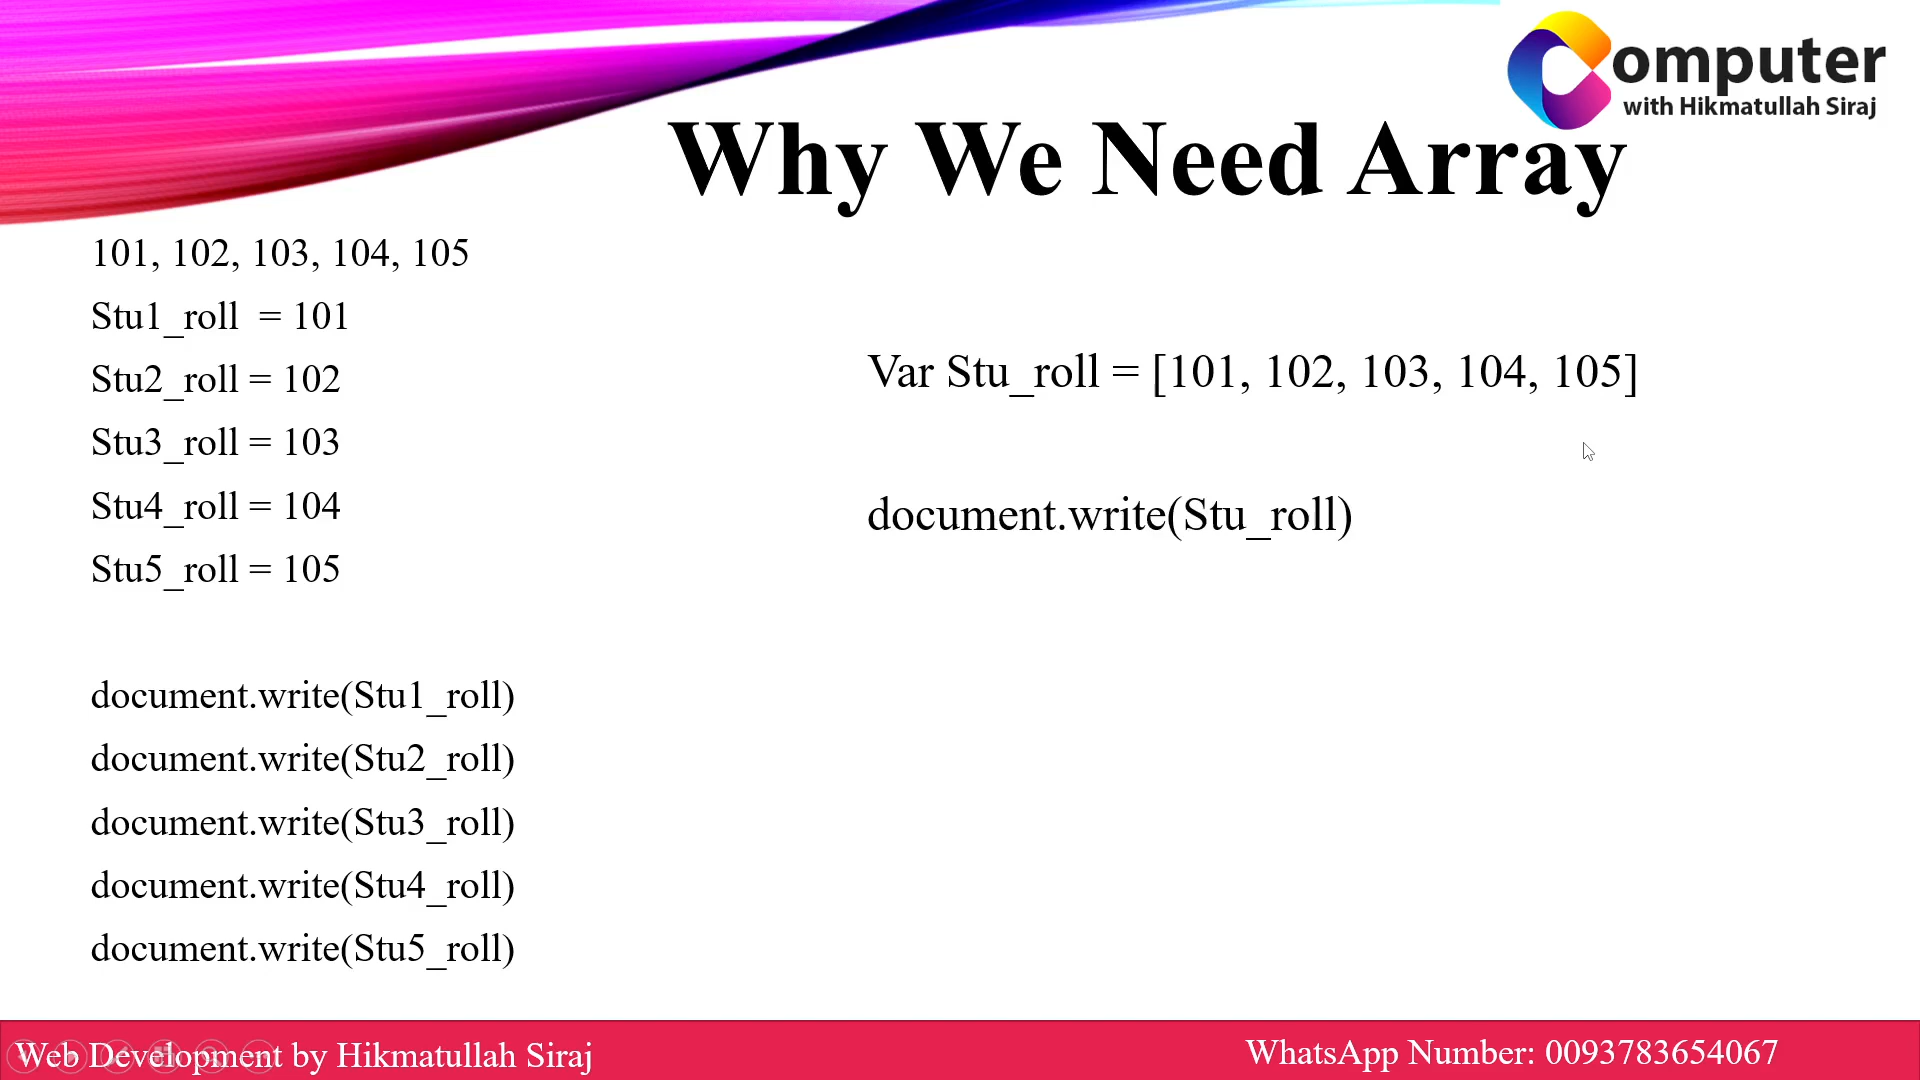 Computer
with Hikmatullah Siraj
Why We Need Array
101, 102, 103, 104, 105
Stu1_roll  = 101
Stu2_roll = 102
Stu3_roll = 103
Stu4_roll = 104
Stu5_roll = 105
document.write(Stu1_roll)
document.write(Stu2_roll)
document.write(Stu3_roll)
document.write(Stu4_roll)
document.write(Stu5_roll)
Var Stu_roll = [101, 102, 103, 104, 105]
document.write(Stu_roll)
Web Development by Hikmatullah Siraj
WhatsApp Number: 0093783654067